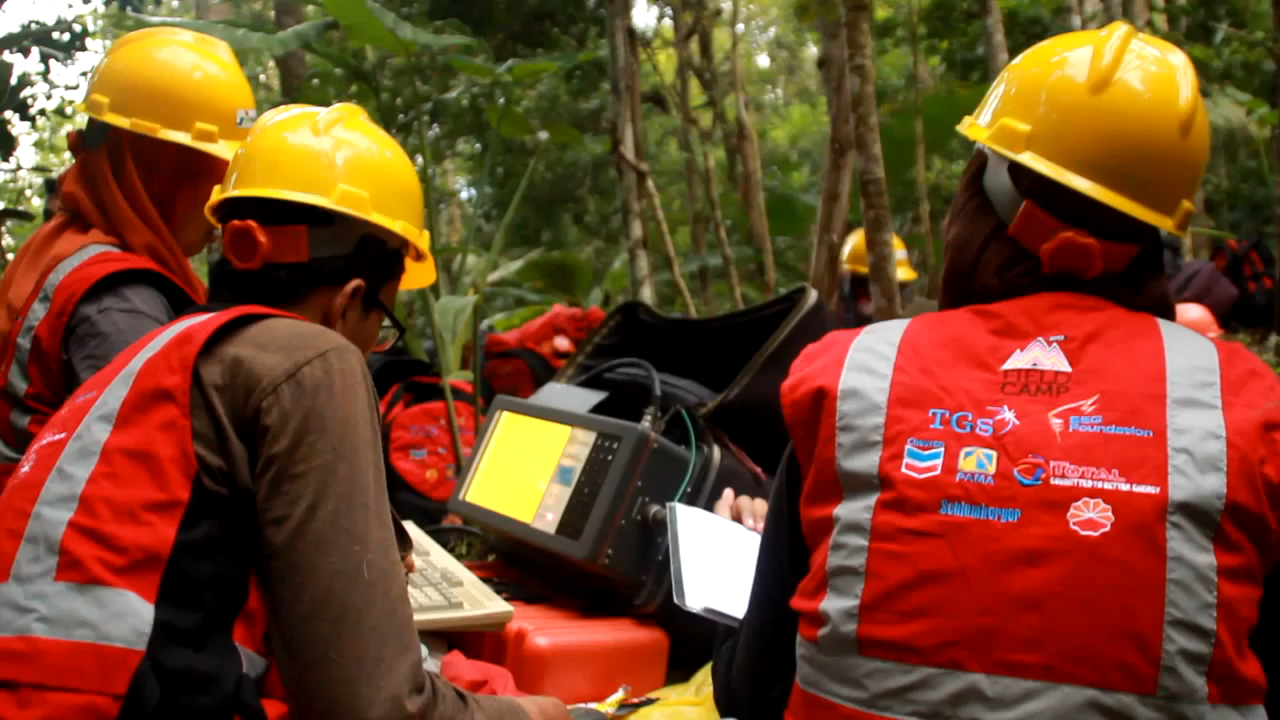 FIELD
CAMP
TGS
SEG
Foundation
Chevron
PAMA
TOTAL
COMMITTED TO BETTER ENERGY
Schlumberger